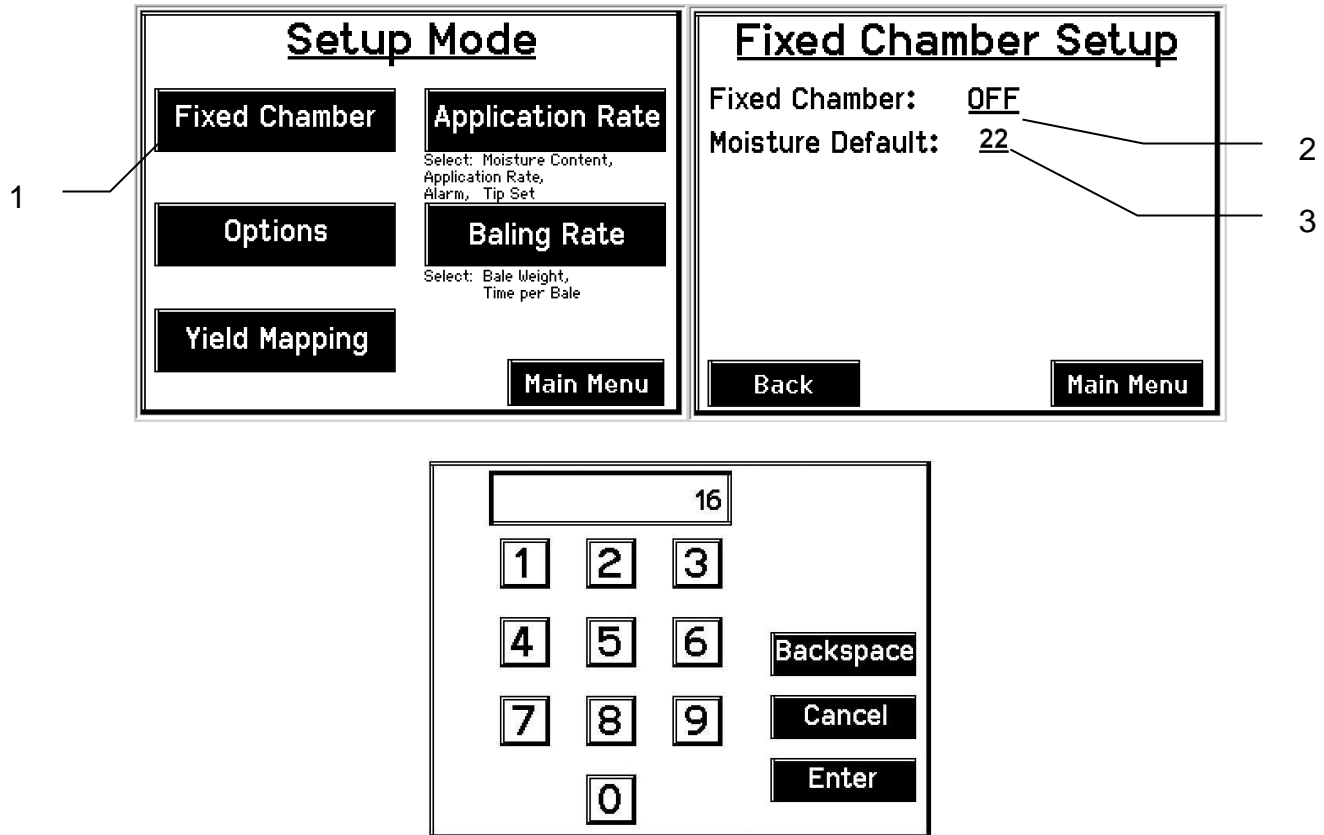 Setup Mode
Fixed Chamber
Application Rate
Select: Moisture Content,
Application Rate,
Alarm, Tip Set
Options
Baling Rate
Select: Bale Weight,
Time per Bale
Yield Mapping
Main Menu
1
Fixed Chamber Setup
Fixed Chamber: OFF
Moisture Default: 22
Back
Main Menu
2
3
16
1 2 3
4 5 6
Backspace
7 8 9
Cancel
Enter
0